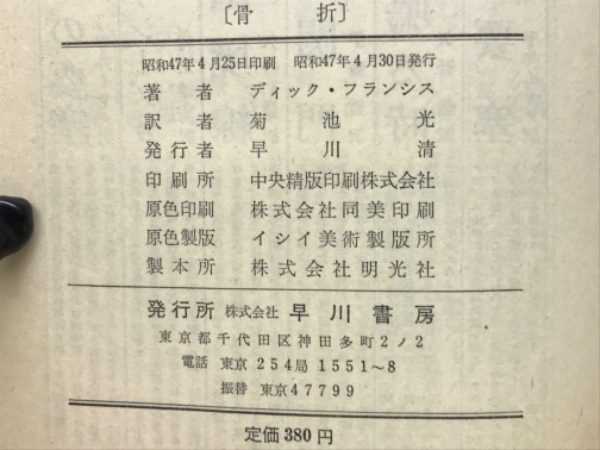 〔骨折〕
昭和47年4月25日印刷 昭和47年4月30日発行
著者 ディック・フランシス
訳者 菊池光
発行者 早川清
印刷所 中央精版印刷株式会社
原色印刷 株式会社同美印刷
原色製版 イシイ美術製版所
製本所 株式会社明光社
発行所 株式会社 早川書房
東京都千代田区神田多町2ノ2
電話 東京254局1551〜8
振替 東京47799
定価380円